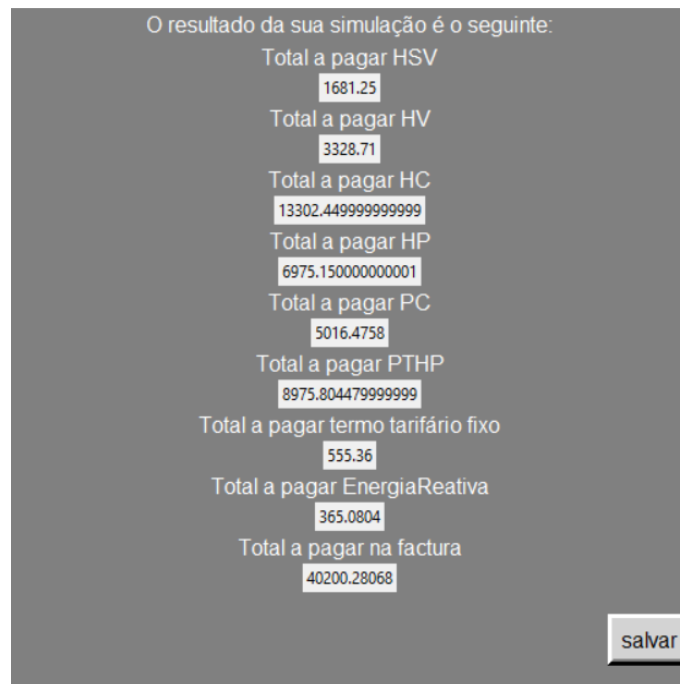 O resultado da sua simulação é o seguinte:
Total a pagar HSV
1681.25
Total a pagar HV
3328.71
Total a pagar HC
13302.449999999999
Total a pagar HP
6975.150000000001
Total a pagar PC
5016.4758
Total a pagar PTHP
8975.804479999999
Total a pagar termo tarifário fixo
555.36
Total a pagar EnergiaReativa
365.0804
Total a pagar na factura
40200.28068
salvar